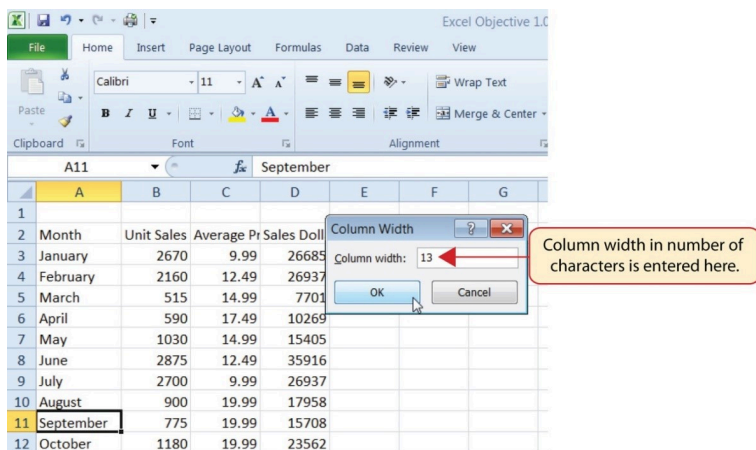 Excel Objective 1.0
File Home Insert Page Layout Formulas Data Review View
Calibri 11 A A Wrap Text
Paste B I U A Merge & Center
Clipboard Font Alignment
A11 fx September
A B C D E F G
1
2 Month Unit Sales Average Pr Sales Doll
3 January 2670 9.99 26685
4 February 2160 12.49 26937
5 March 515 14.99 7701
6 April 590 17.49 10269
7 May 1030 14.99 15405
8 June 2875 12.49 35916
9 July 2700 9.99 26937
10 August 900 19.99 17958
11 September 775 19.99 15708
12 October 1180 19.99 23562
Column Width ?
Column width: 13
OK Cancel
Column width in number of
characters is entered here.